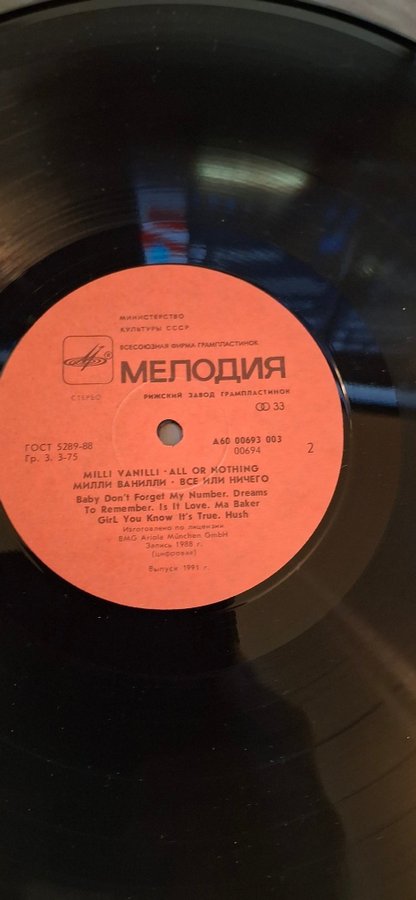 МИНИСТЕРСТВО
КУЛЬТУРЫ СССР
ВСЕСОЮЗНАЯ ФИРМА ГРАМПЛАСТИНОК
МЕЛОДИЯ
СТЕРЕО
РИЖСКИЙ ЗАВОД ГРАМПЛАСТИНОК
33
ГОСТ 5289-88
Гр. 3. 3-75
А60 00693 003
00694
2
MILLI VANILLI · ALL OR NOTHING
МИЛЛИ ВАНИЛЛИ · ВСЕ ИЛИ НИЧЕГО
Baby Don't Forget My Number. Dreams
To Remember. Is It Love. Ma Baker
Girl You Know It's True. Hush
Изготовлено по лицензии
BMG Ariola München GmbH
Запись 1988 г.
(цифровая)
Выпуск 1991 г.